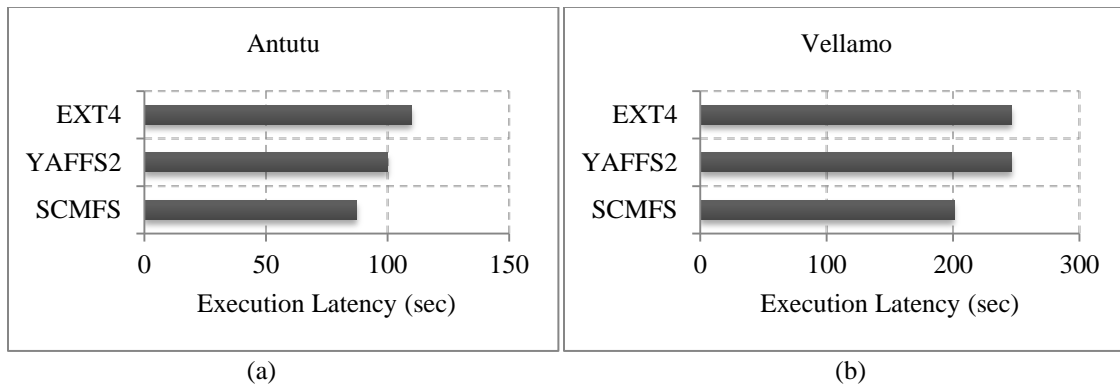 Antutu
EXT4
YAFFS2
SCMFS
0 50 100 150
Execution Latency (sec)
(a)
Vellamo
EXT4
YAFFS2
SCMFS
0 100 200 300
Execution Latency (sec)
(b)